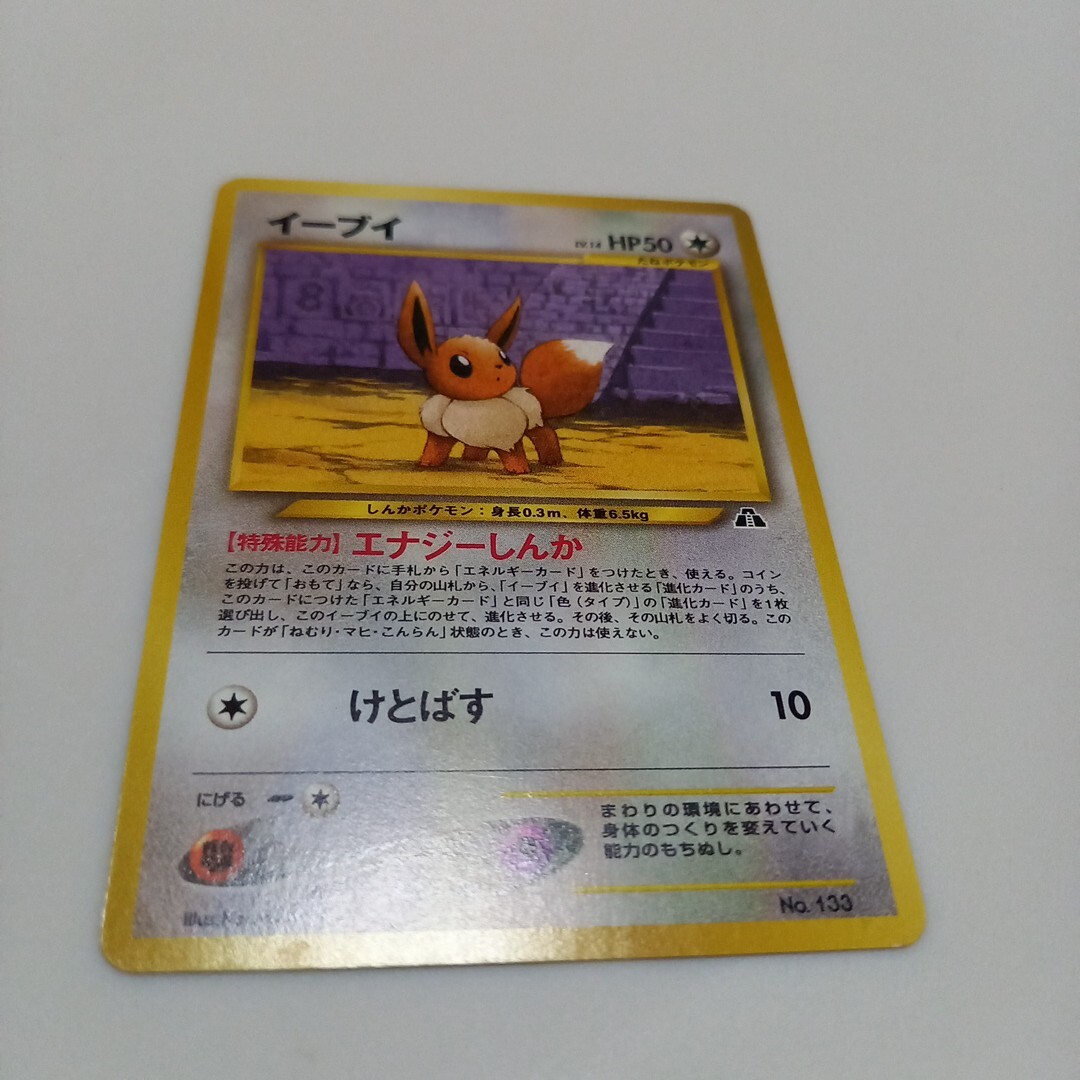 イーブイ
LV.14 HP50
たねポケモン
しんかポケモン：身長0.3m、体重6.5kg
【特殊能力】エナジーしんか
この力は、このカードに手札から「エネルギーカード」をつけたとき、使える。コイン
を投げて「おもて」なら、自分の山札から、「イーブイ」を進化させる「進化カード」のうち、
このカードにつけた「エネルギーカード」と同じ「色（タイプ）」の「進化カード」を1枚
選び出し、このイーブイの上にのせて、進化させる。その後、その山札をよく切る。この
カードが「ねむり・マヒ・こんらん」状態のとき、この力は使えない。
けとばす 10
にげる
まわりの環境にあわせて、
身体のつくりを変えていく
能力のもちぬし。
Illus.
No. 133